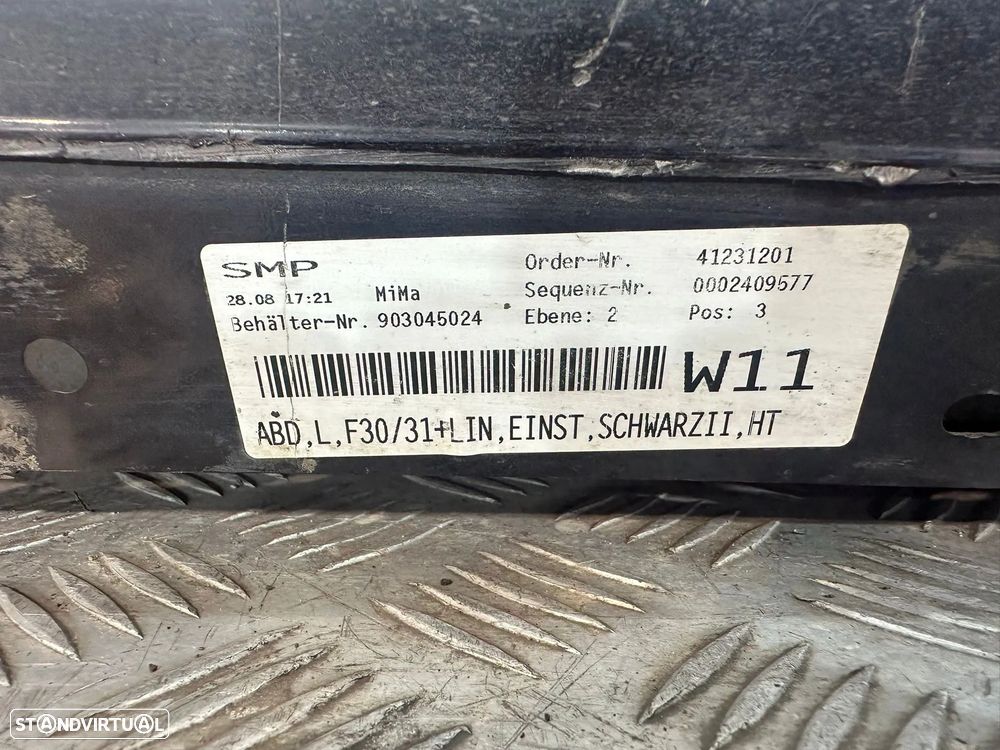 SMP
Order-Nr. 41231201
28.08 17:21 MiMa Sequenz-Nr. 0002409577
Behälter-Nr. 903045024 Ebene: 2 Pos: 3
W11
ABD,L,F30/31+LIN,EINST,SCHWARZII,HT
STANDVIRTUAL